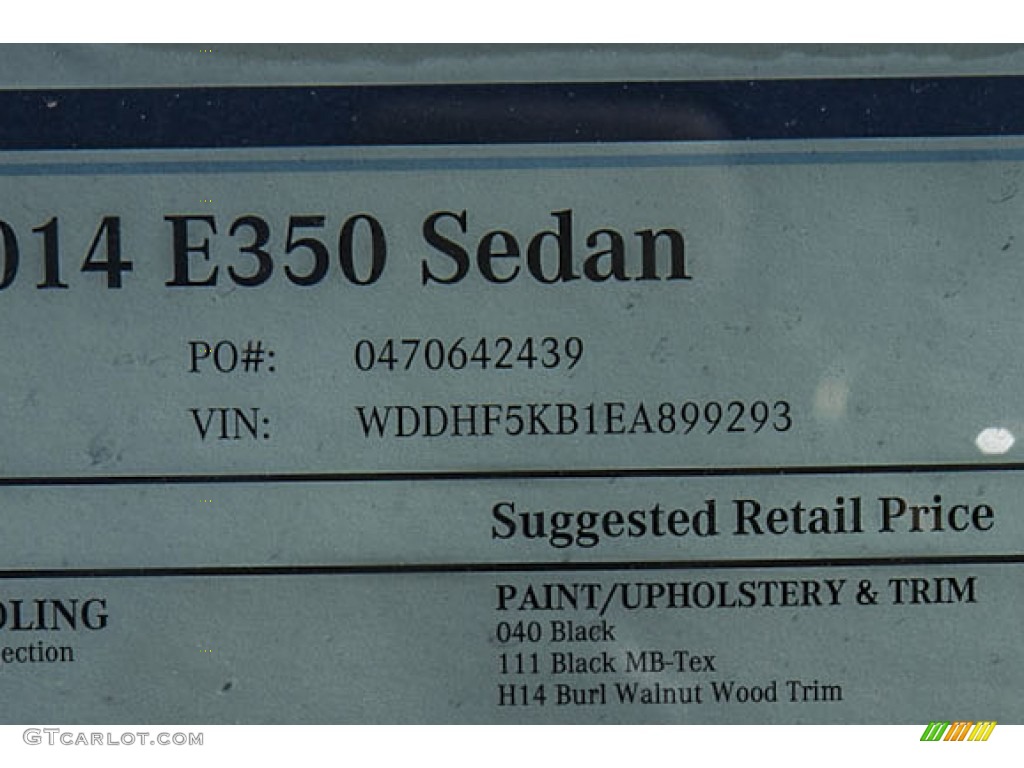 014 E350 Sedan
PO#: 0470642439
VIN: WDDHF5KB1EA899293
Suggested Retail Price
DLING
ection
PAINT/UPHOLSTERY & TRIM
040 Black
111 Black MB-Tex
H14 Burl Walnut Wood Trim
GTCARLOT.COM